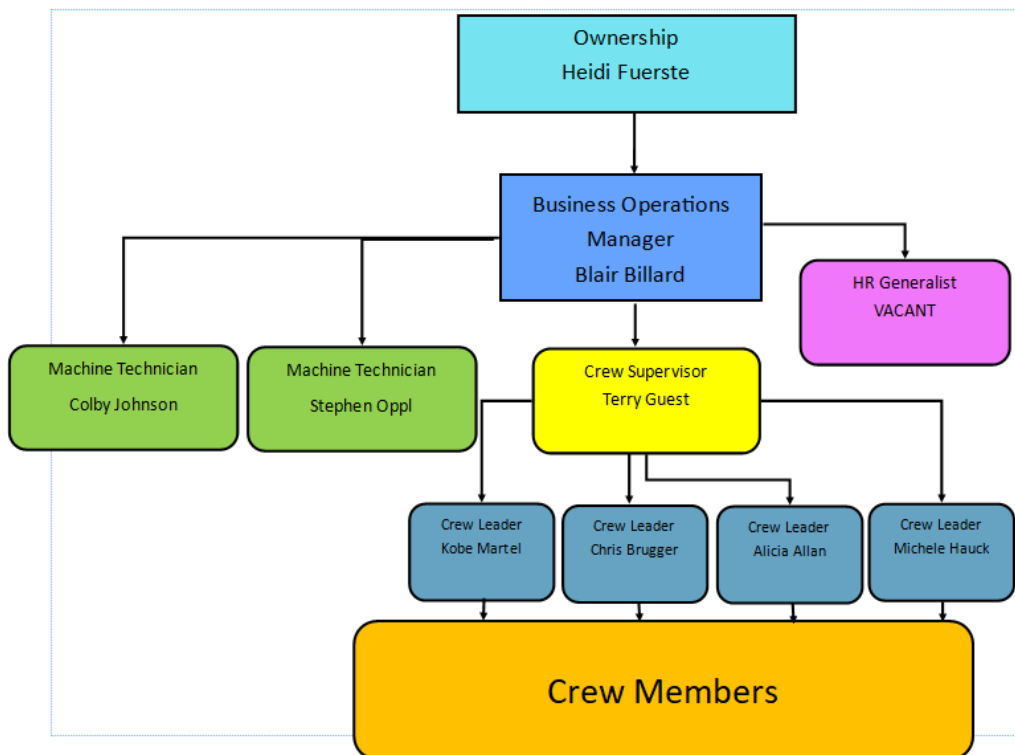 Ownership
Heidi Fuerste
Business Operations
Manager
Blair Billard
HR Generalist
VACANT
Machine Technician
Colby Johnson
Machine Technician
Stephen Oppl
Crew Supervisor
Terry Guest
Crew Leader
Kobe Martel
Crew Leader
Chris Brugger
Crew Leader
Alicia Allan
Crew Leader
Michele Hauck
Crew Members